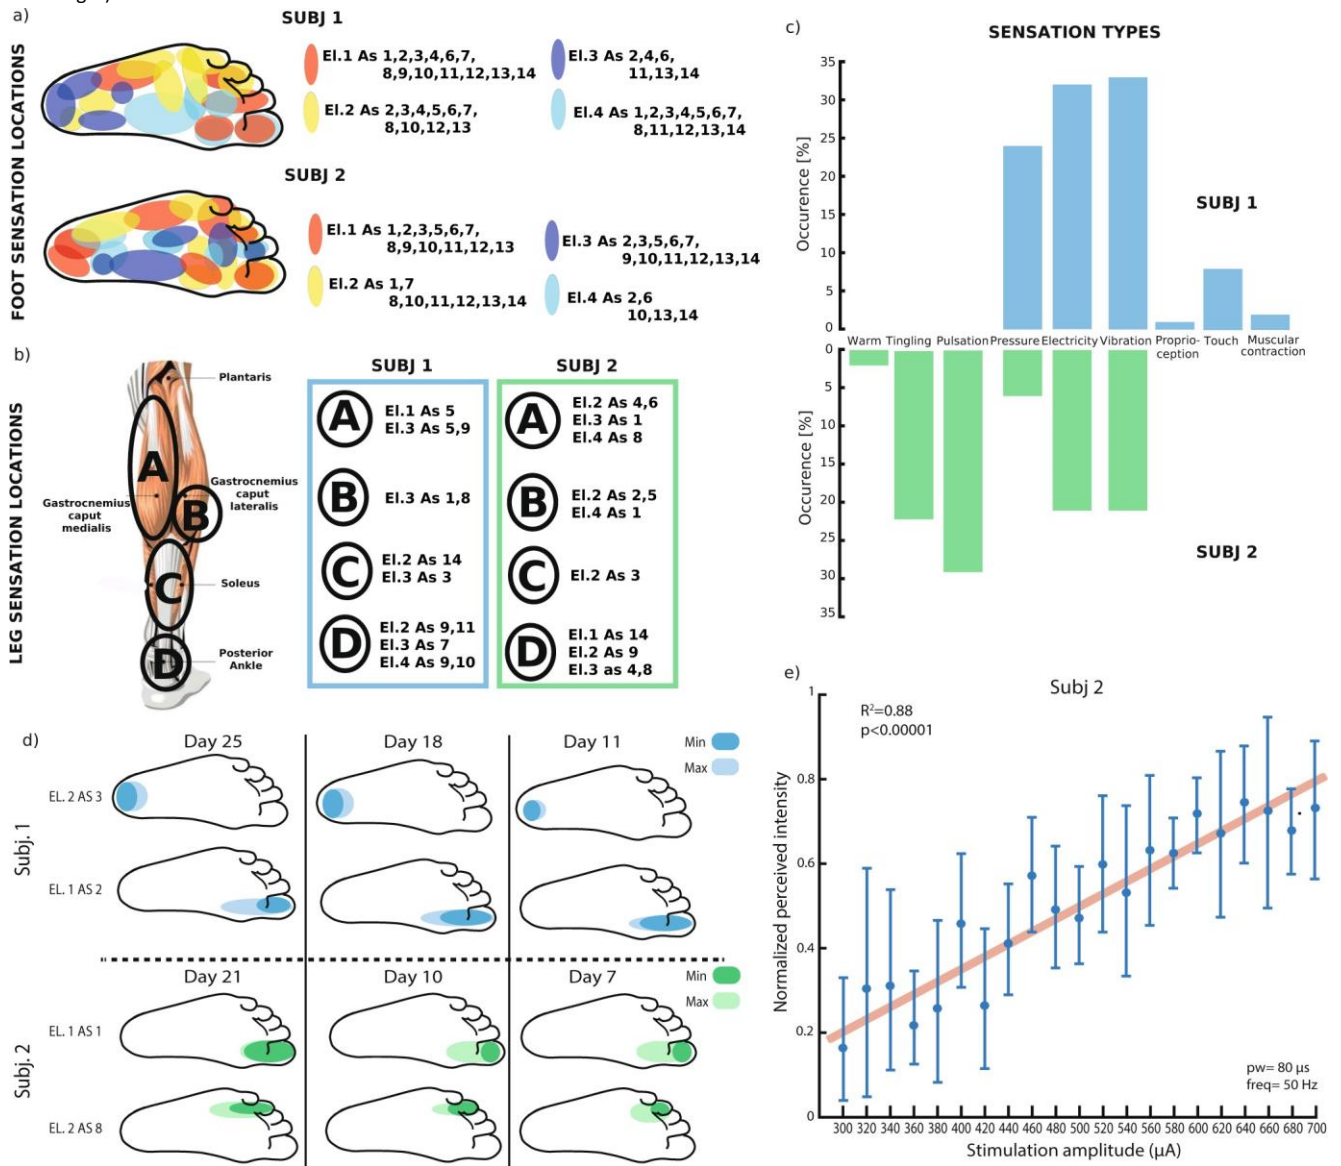 a)
FOOT SENSATION LOCATIONS
SUBJ 1
El.1 As 1,2,3,4,6,7,
8,9,10,11,12,13,14
El.2 As 2,3,4,5,6,7,
8,10,12,13
El.3 As 2,4,6,
11,13,14
El.4 As 1,2,3,4,5,6,7,
8,11,12,13,14
SUBJ 2
El.1 As 1,2,3,5,6,7,
8,9,10,11,12,13
El.2 As 1,7
8,10,11,12,13,14
El.3 As 2,3,5,6,7,
9,10,11,12,13,14
El.4 As 2,6
10,13,14
b)
LEG SENSATION LOCATIONS
Plantaris
Gastrocnemius
caput
medialis
Gastrocnemius
caput
lateralis
Soleus
Posterior
Ankle
A
B
C
D
SUBJ 1
A
El.1 As 5
El.3 As 5,9
B
El.3 As 1,8
C
El.2 As 14
El.3 As 3
D
El.2 As 9,11
El.3 As 7
El.4 As 9,10
SUBJ 2
A
El.2 As 4,6
El.3 As 1
El.4 As 8
B
El.2 As 2,5
El.4 As 1
C
El.2 As 3
D
El.1 As 14
El.2 As 9
El.3 as 4,8
c)
SENSATION TYPES
Occurence [%]
35
30
25
20
15
10
5
0
SUBJ 1
Warm Tingling Pulsation Pressure Electricity Vibration Proprio-
ception Touch Muscular
contraction
Occurence [%]
0
5
10
15
20
25
30
35
SUBJ 2
d)
Day 25
Day 18
Day 11
Min
Max
Subj. 1
EL. 2 AS 3
EL. 1 AS 2
Day 21
Day 10
Day 7
Min
Max
Subj. 2
EL. 1 AS 1
EL. 2 AS 8
e)
Subj 2
R²=0.88
p<0.00001
Normalized perceived intensity
1
0.8
0.6
0.4
0.2
0
pw= 80 µs
freq= 50 Hz
300 320 340 360 380 400 420 440 460 480 500 520 540 560 580 600 620 640 660 680 700
Stimulation amplitude (µA)